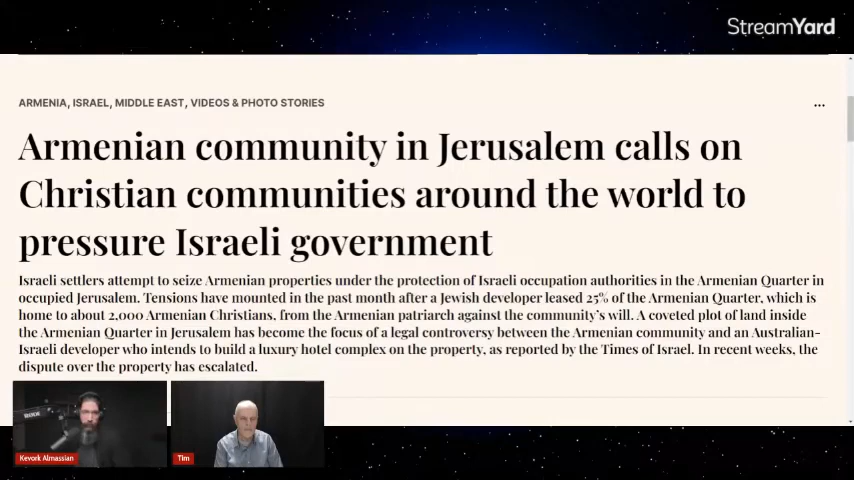 StreamYard
ARMENIA, ISRAEL, MIDDLE EAST, VIDEOS & PHOTO STORIES
...
Armenian community in Jerusalem calls on
Christian communities around the world to
pressure Israeli government
Israeli settlers attempt to seize Armenian properties under the protection of Israeli occupation authorities in the Armenian Quarter in
occupied Jerusalem. Tensions have mounted in the past month after a Jewish developer leased 25% of the Armenian Quarter, which is
home to about 2,000 Armenian Christians, from the Armenian patriarch against the community's will. A coveted plot of land inside
the Armenian Quarter in Jerusalem has become the focus of a legal controversy between the Armenian community and an Australian-
Israeli developer who intends to build a luxury hotel complex on the property, as reported by the Times of Israel. In recent weeks, the
dispute over the property has escalated.
Kevork Almassian
Tim